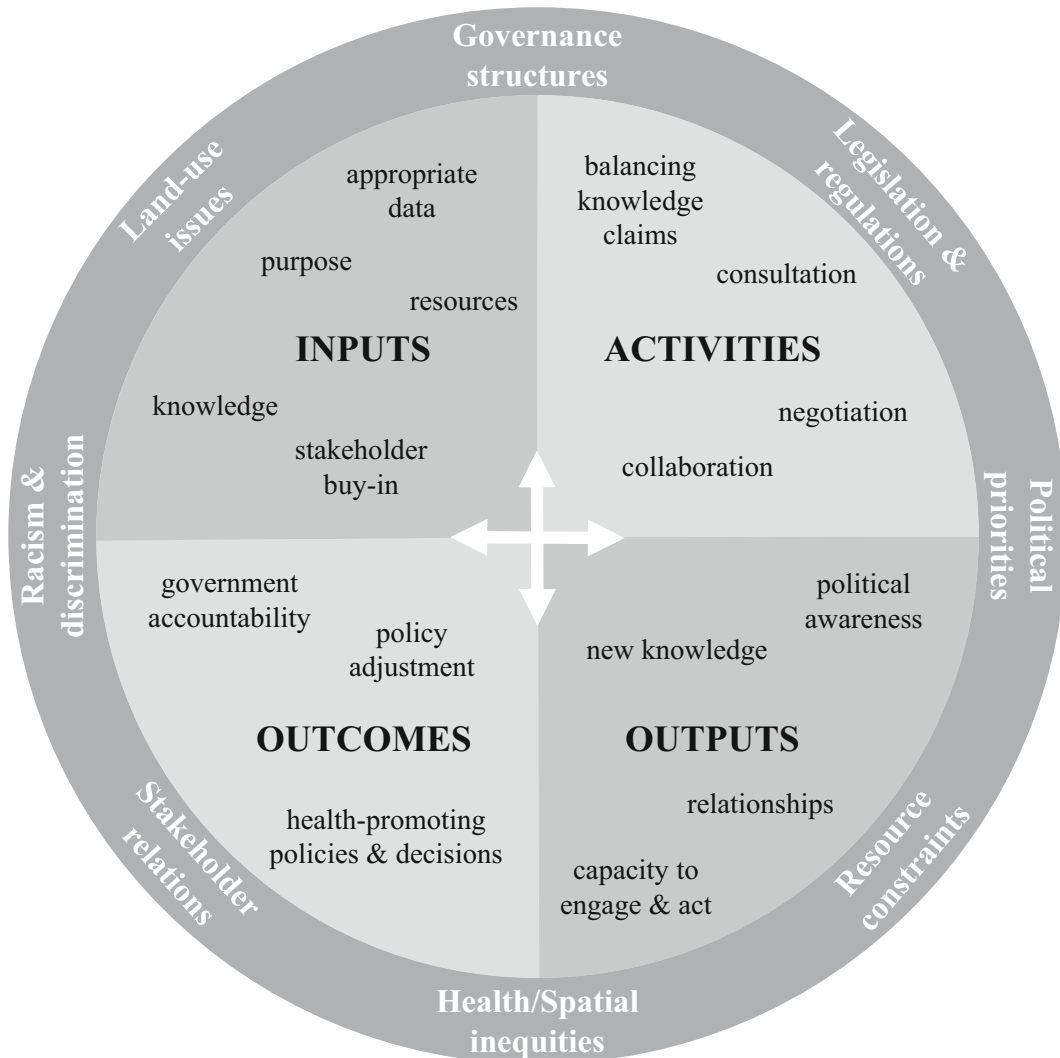 Governance
structures
Legislation &
regulations
Political
priorities
Resource
constraints
Health/Spatial
inequities
Stakeholder
relations
Racism &
discrimination
Land-use
issues
appropriate
data
purpose
resources
INPUTS
knowledge
stakeholder
buy-in
balancing
knowledge
claims
consultation
ACTIVITIES
negotiation
collaboration
government
accountability
policy
adjustment
OUTCOMES
health-promoting
policies & decisions
political
awareness
new knowledge
OUTPUTS
relationships
capacity to
engage & act